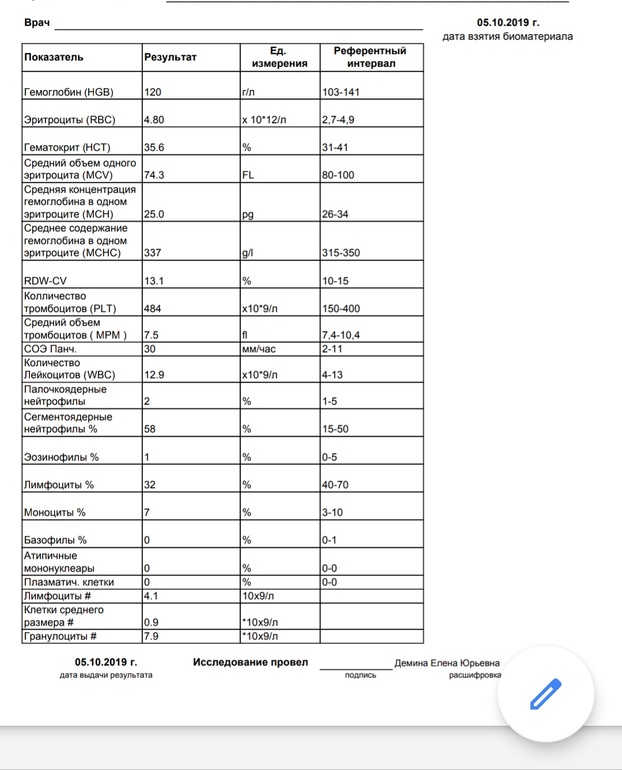 Врач
05.10.2019 г.
дата взятия биоматериала
Показатель Результат Ед. измерения Референтный интервал
Гемоглобин (HGB) 120 г/л 103-141
Эритроциты (RBC) 4.80 x 10*12/л 2,7-4,9
Гематокрит (HCT) 35.6 % 31-41
Средний объем одного
эритроцита (MCV) 74.3 FL 80-100
Средняя концентрация
гемоглобина в одном
эритроците (MCH) 25.0 pg 26-34
Среднее содержание
гемоглобина в одном
эритроците (MCHC) 337 g/l 315-350
RDW-CV 13.1 % 10-15
Колличество
тромбоцитов (PLT) 484 x10*9/л 150-400
Средний объем
тромбоцитов ( MPM ) 7.5 fl 7,4-10,4
СОЭ Панч. 30 мм/час 2-11
Количество
Лейкоцитов (WBC) 12.9 x10*9/л 4-13
Палочкоядерные
нейтрофилы 2 % 1-5
Сегментоядерные
нейтрофилы % 58 % 15-50
Эозинофилы % 1 % 0-5
Лимфоциты % 32 % 40-70
Моноциты % 7 % 3-10
Базофилы % 0 % 0-1
Атипичные
мононуклеары 0 % 0-0
Плазматич. клетки 0 % 0-0
Лимфоциты # 4.1 10x9/л
Клетки среднего
размера # 0.9 *10x9/л
Гранулоциты # 7.9 *10x9/л
05.10.2019 г. Исследование провел Демина Елена Юрьевна
дата выдачи результата подпись расшифровка